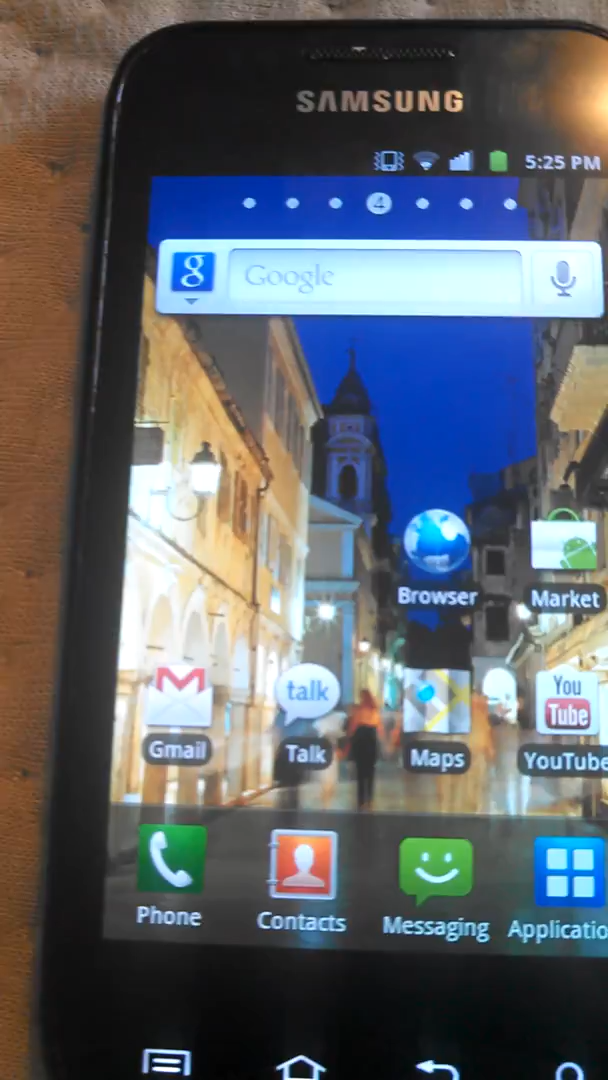 SAMSUNG
5:25 PM
4
g Google
Browser Market
talk You Tube
Gmail Talk Maps YouTube
Phone Contacts Messaging Applicatio